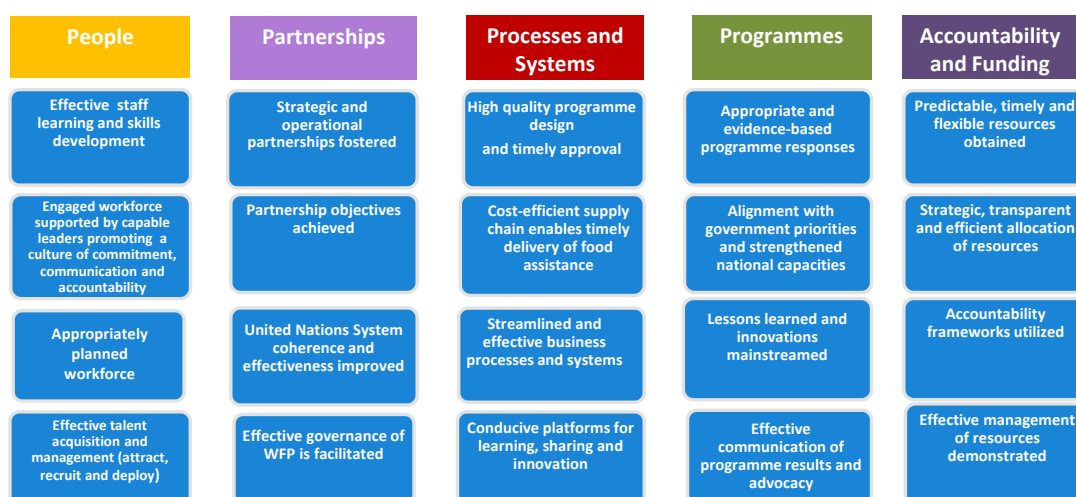 People
Effective staff
learning and skills
development
Engaged workforce
supported by capable
leaders promoting a
culture of commitment,
communication and
accountability
Appropriately
planned
workforce
Effective talent
acquisition and
management (attract,
recruit and deploy)
Partnerships
Strategic and
operational
partnerships fostered
Partnership objectives
achieved
United Nations System
coherence and
effectiveness improved
Effective governance of
WFP is facilitated
Processes and
Systems
High quality programme
design
and timely approval
Cost-efficient supply
chain enables timely
delivery of food
assistance
Streamlined and
effective business
processes and systems
Conducive platforms for
learning, sharing and
innovation
Programmes
Appropriate and
evidence-based
programme responses
Alignment with
government priorities
and strengthened
national capacities
Lessons learned and
innovations
mainstreamed
Effective
communication of
programme results and
advocacy
Accountability
and Funding
Predictable, timely and
flexible resources
obtained
Strategic, transparent
and efficient allocation
of resources
Accountability
frameworks utilized
Effective management
of resources
demonstrated